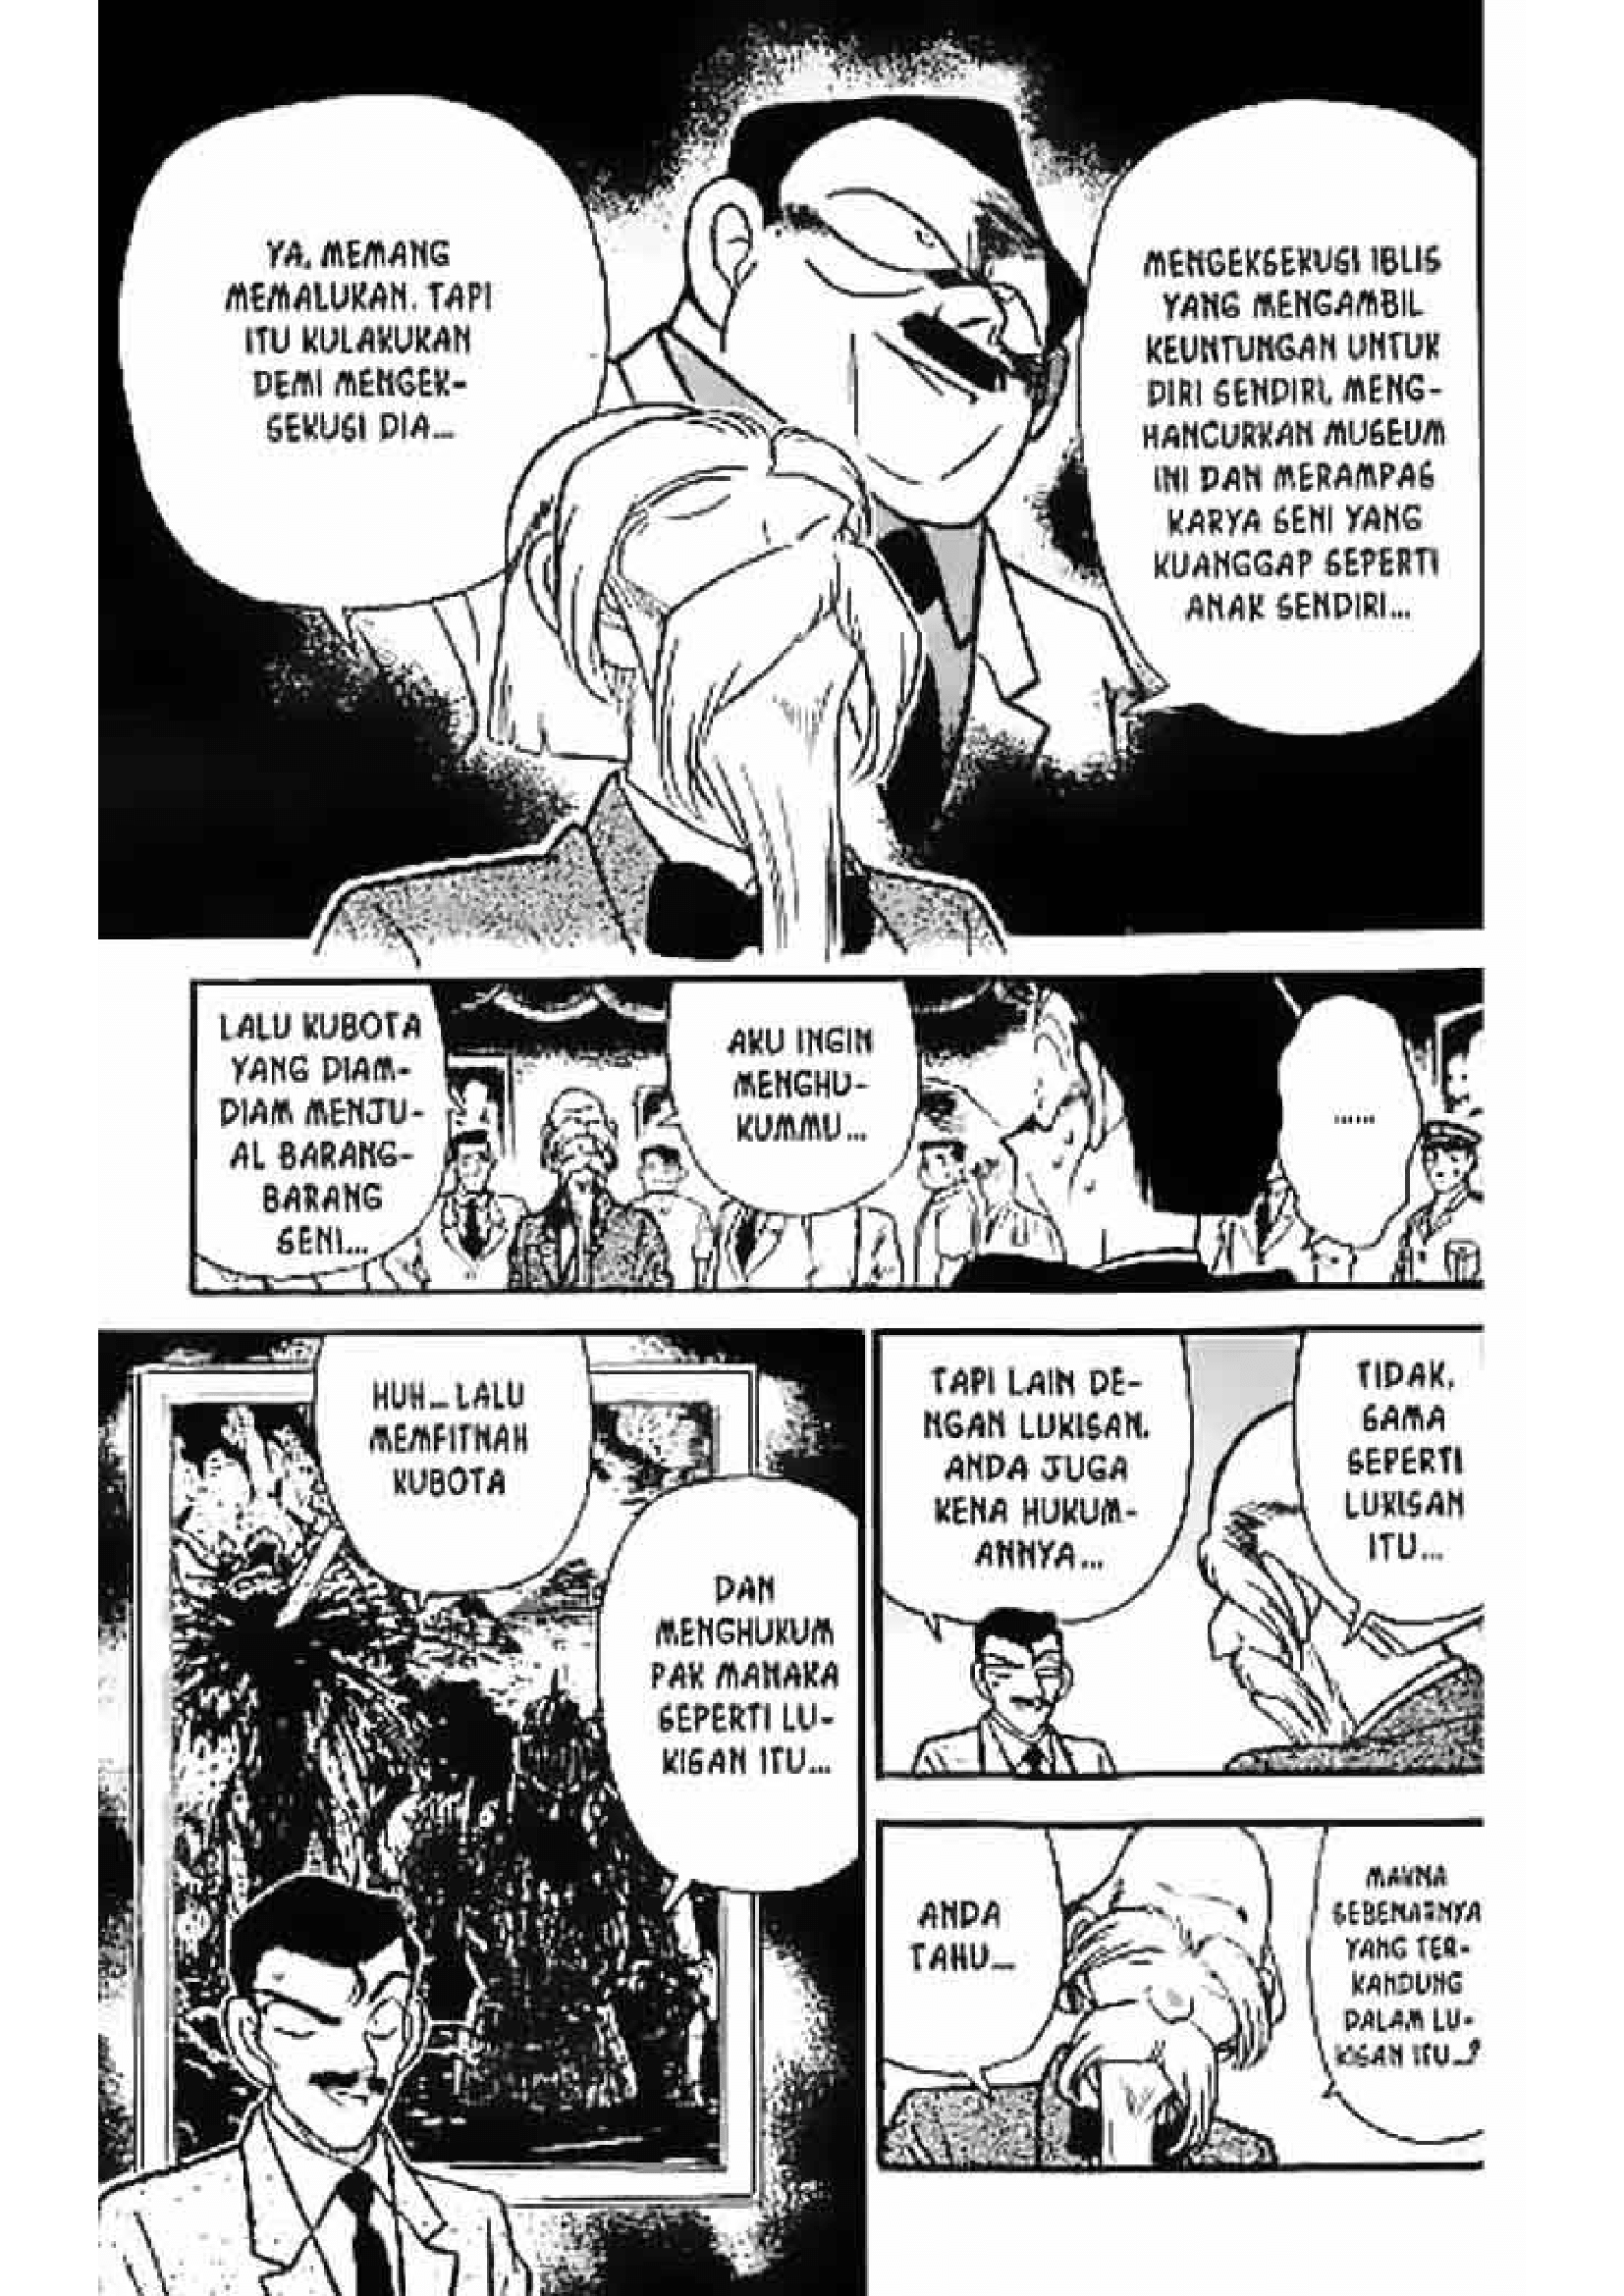 YA, MEMANG
MEMALUKAN. TAPI
ITU KULAKUKAN
DEMI MENGEK-
SEKUSI DIA...
MENGEKSEKUSI IBLIS
YANG MENGAMBIL
KEUNTUNGAN UNTUK
DIRI SENDIRI, MENG-
HANCURKAN MUSEUM
INI DAN MERAMPAS
KARYA SENI YANG
KUANGGAP SEPERTI
ANAK SENDIRI...
LALU KUBOTA
YANG DIAM-
DIAM MENJU-
AL BARANG-
BARANG
SENI...
AKU INGIN
MENGHU-
KUMMU...
......
HUH... LALU
MEMFITNAH
KUBOTA
DAN
MENGHUKUM
PAK MANAKA
SEPERTI LU-
KISAN ITU...
TAPI LAIN DE-
NGAN LUKISAN.
ANDA JUGA
KENA HUKUM-
ANNYA...
TIDAK,
SAMA
SEPERTI
LUKISAN
ITU...
ANDA
TAHU...
MAKNA
SEBENARNYA
YANG TER-
KANDUNG
DALAM LU-
KISAN ITU...?